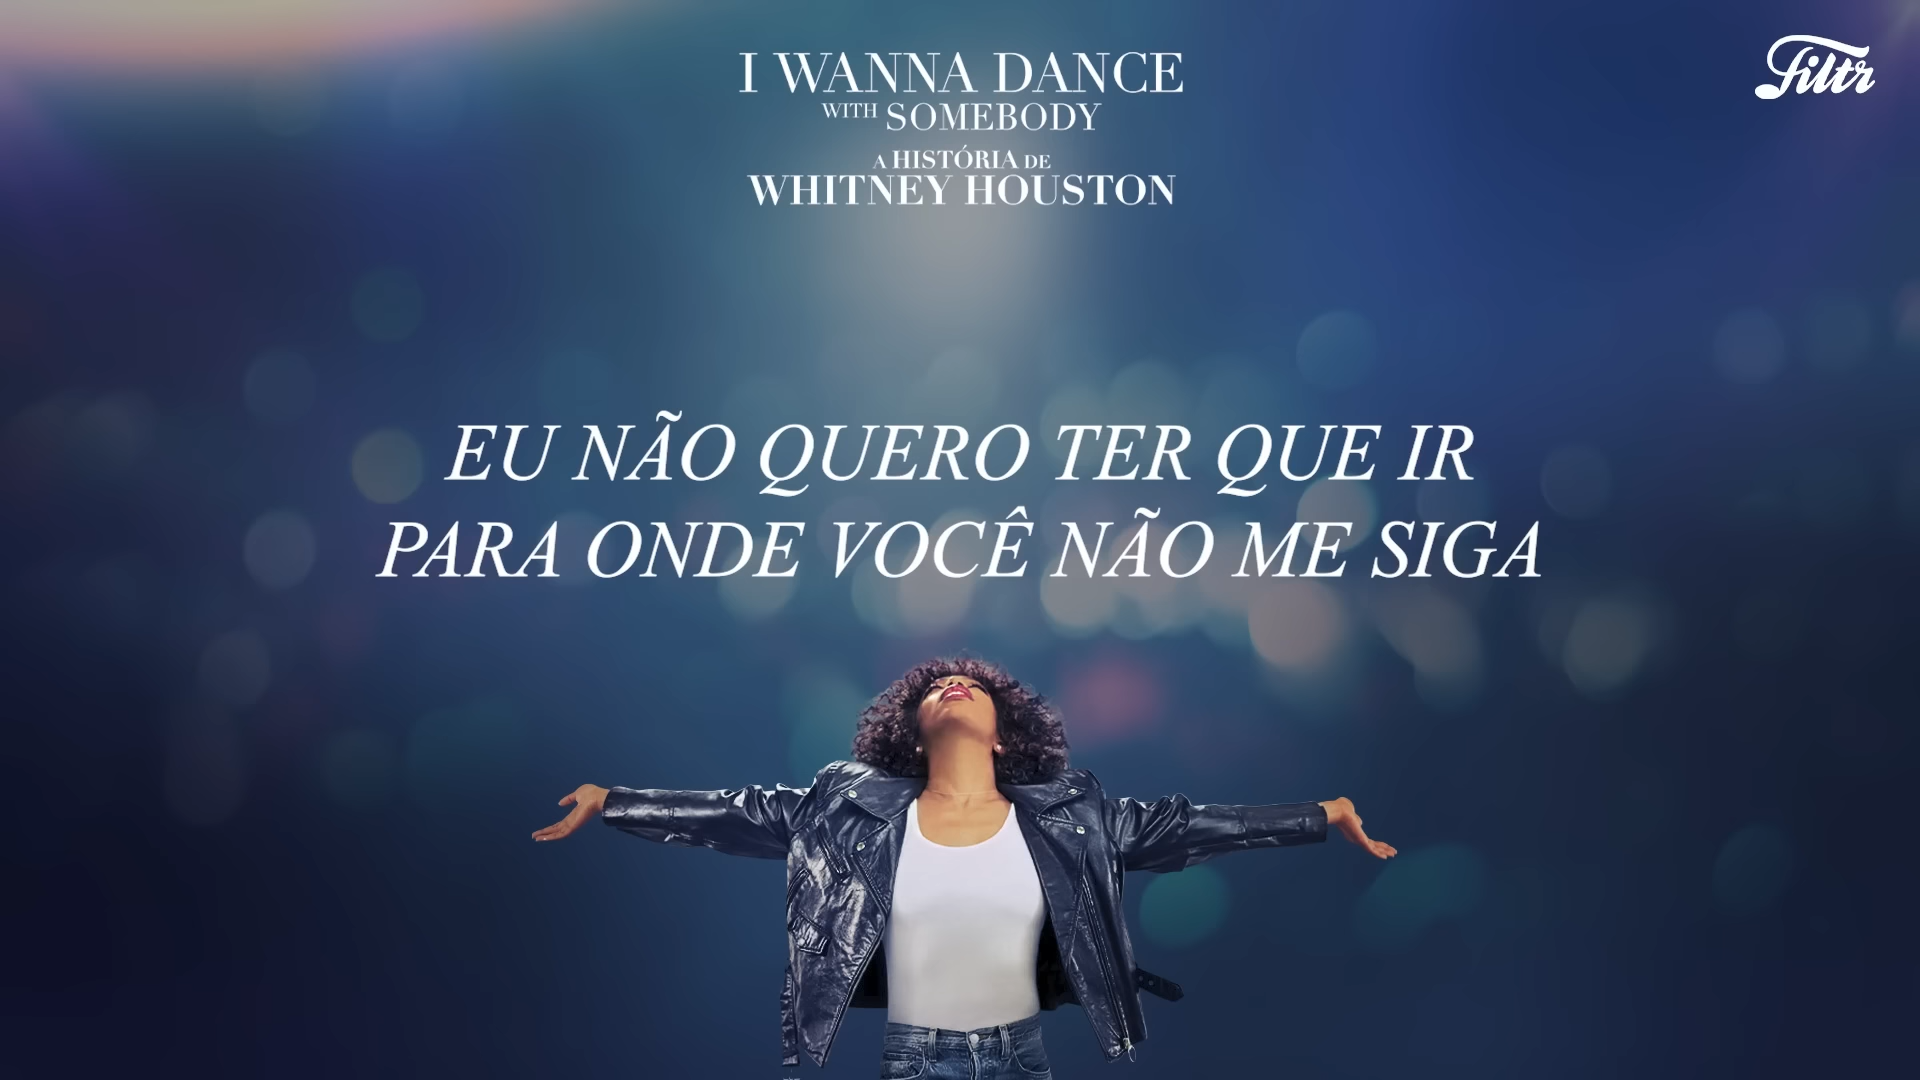 I WANNA DANCE
WITH SOMEBODY
A HISTÓRIA DE
WHITNEY HOUSTON
Filtr
EU NÃO QUERO TER QUE IR
PARA ONDE VOCÊ NÃO ME SIGA